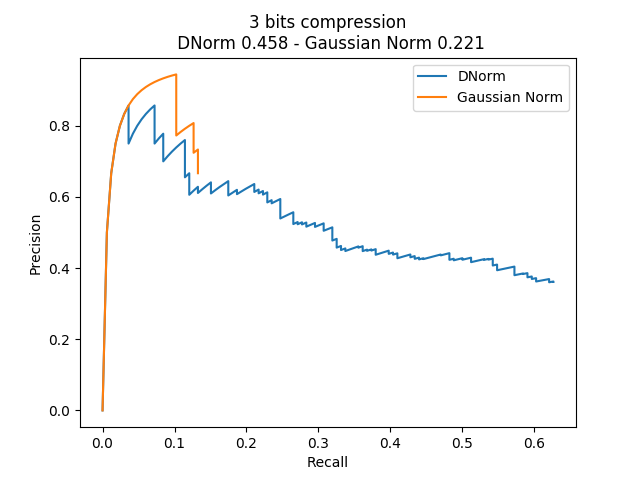 3 bits compression
DNorm 0.458 - Gaussian Norm 0.221
DNorm
Gaussian Norm
Precision
0.8
0.6
0.4
0.2
0.0
0.0 0.1 0.2 0.3 0.4 0.5 0.6
Recall